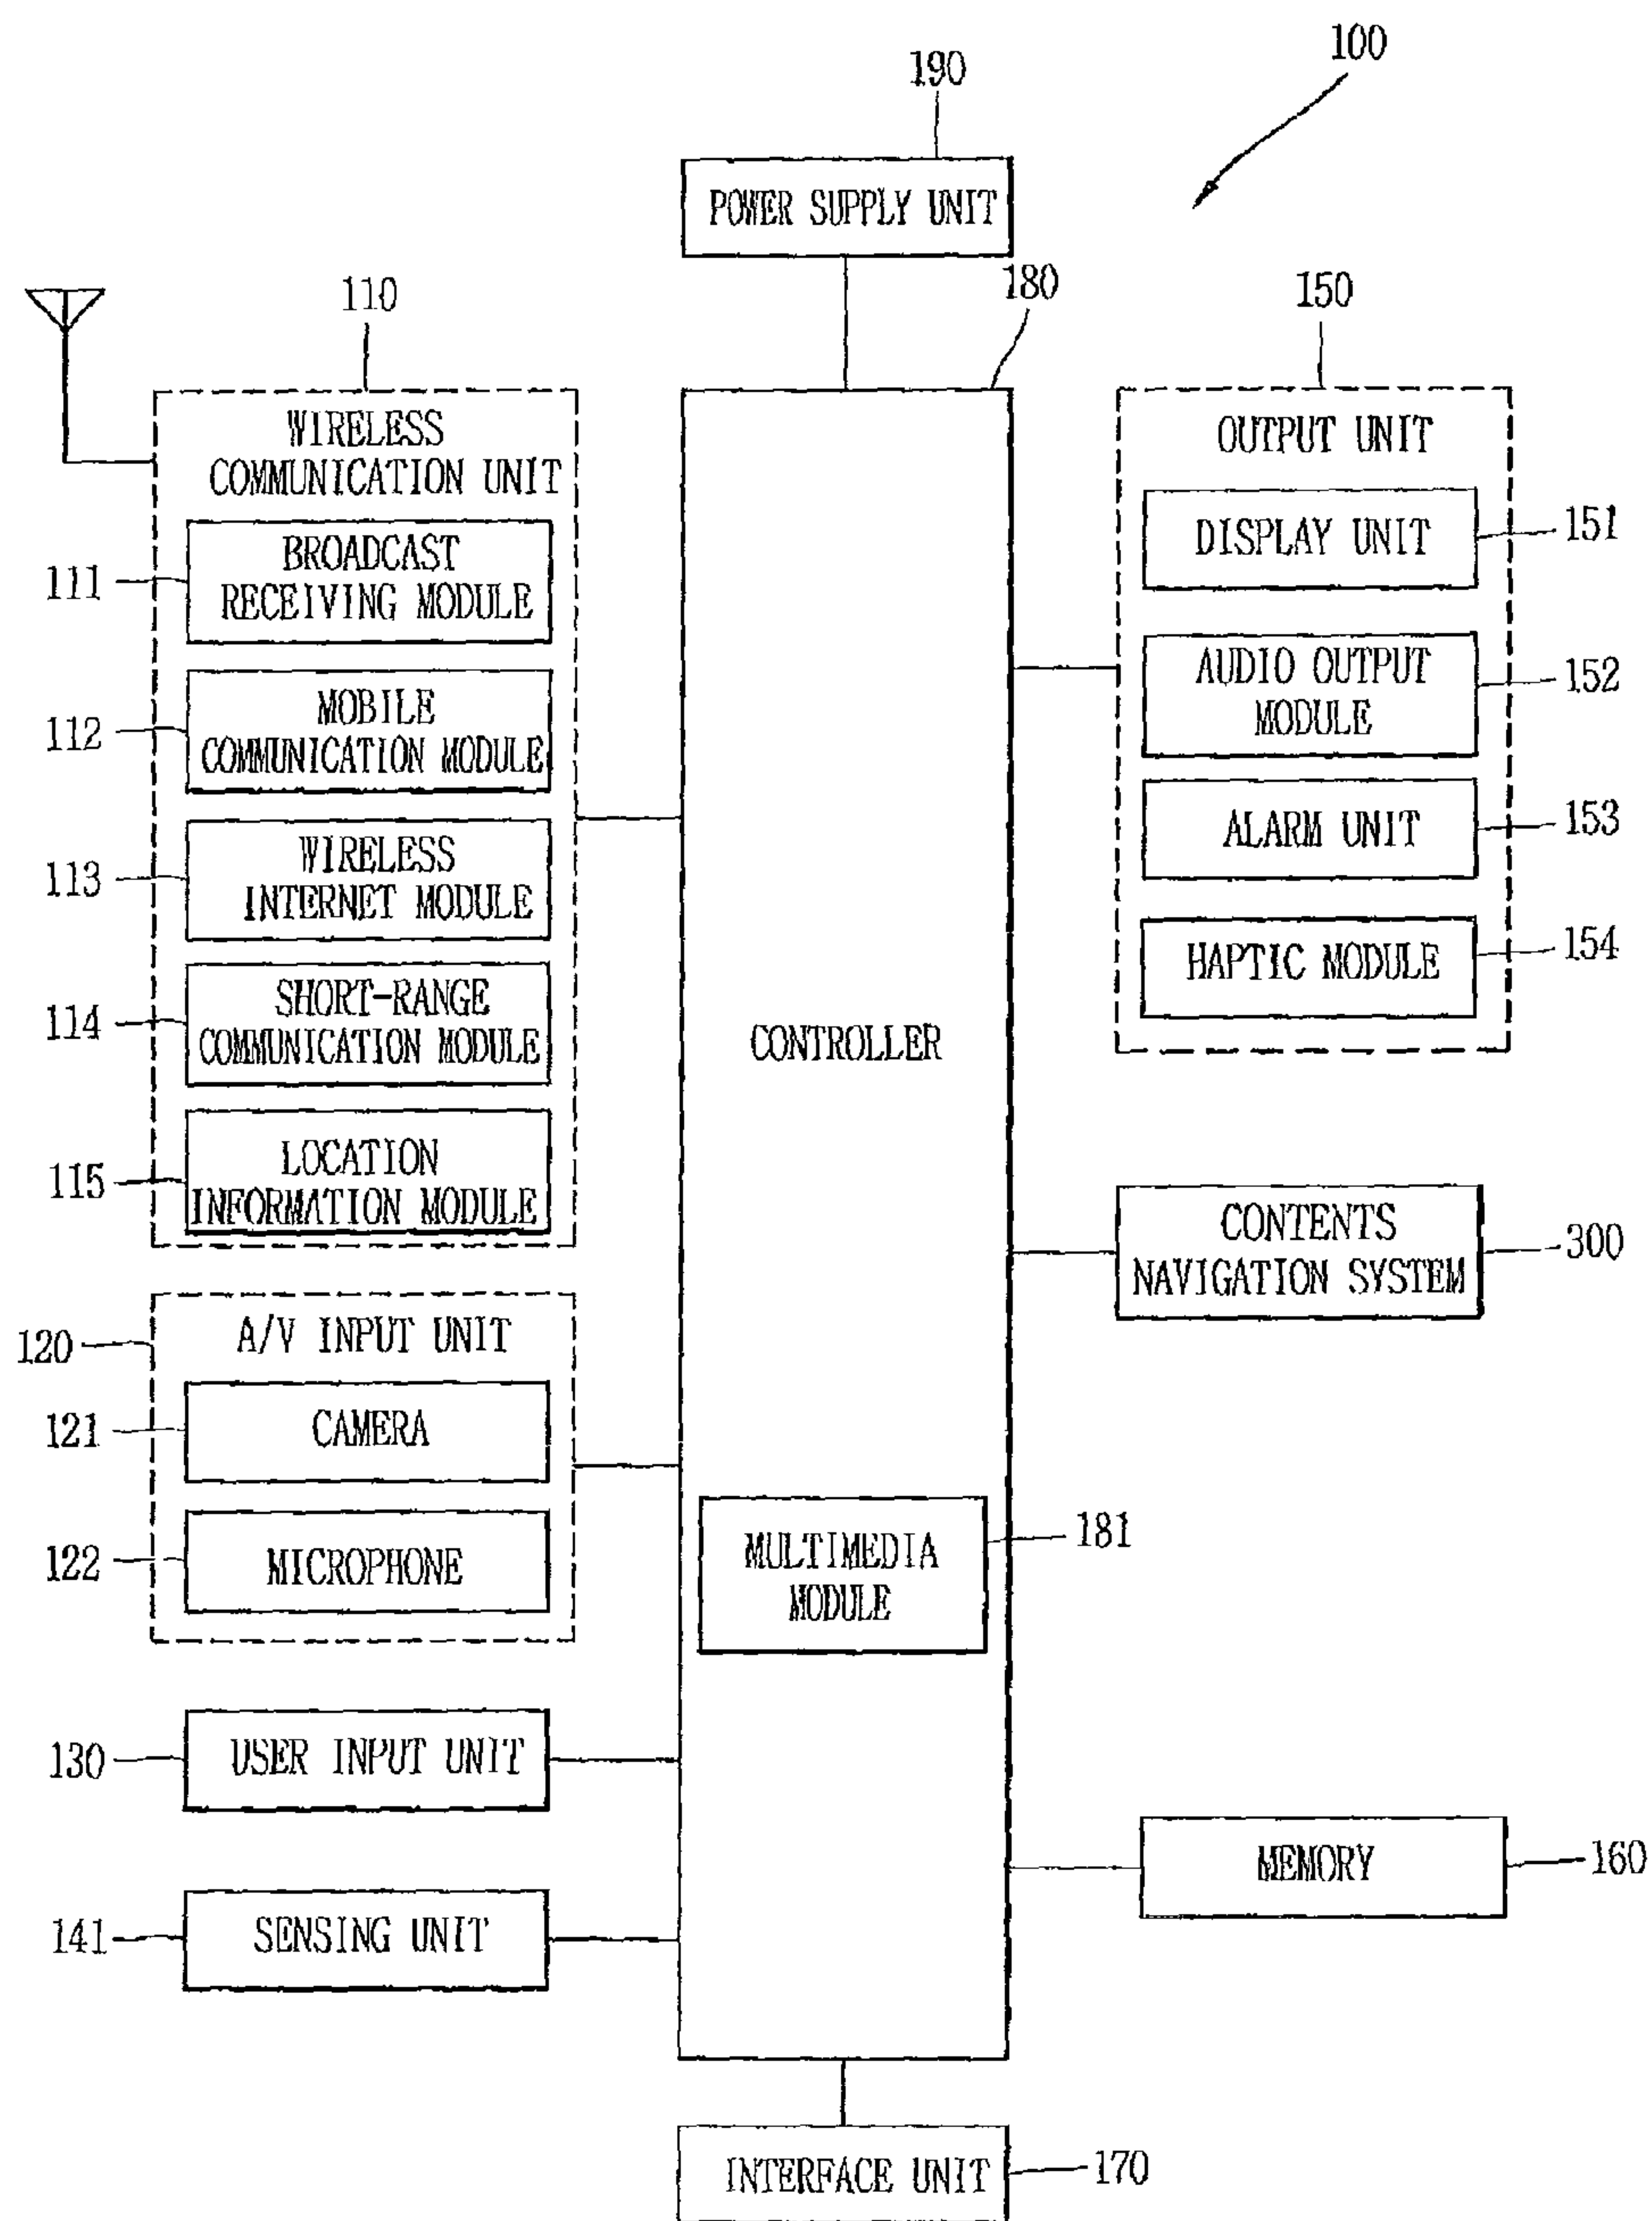 100
190
POWER SUPPLY UNIT
180
110
150
WIRELESS
COMMUNICATION UNIT
111
BROADCAST
RECEIVING MODULE
112
MOBILE
COMMUNICATION MODULE
113
WIRELESS
INTERNET MODULE
114
SHORT-RANGE
COMMUNICATION MODULE
115
LOCATION
INFORMATION MODULE
120
A/V INPUT UNIT
121
CAMERA
122
MICROPHONE
130
USER INPUT UNIT
141
SENSING UNIT
CONTROLLER
MULTIMEDIA
MODULE
181
OUTPUT UNIT
DISPLAY UNIT
151
AUDIO OUTPUT
MODULE
152
ALARM UNIT
153
HAPTIC MODULE
154
CONTENTS
NAVIGATION SYSTEM
300
MEMORY
160
INTERFACE UNIT
170